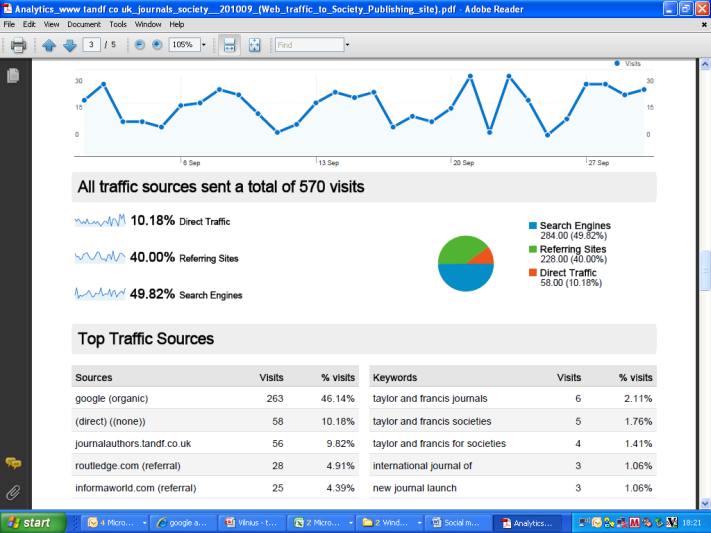 Analytics_www tandf co uk_journals_society__201009_(Web_traffic_to_Society_Publishing_site).pdf - Adobe Reader
File Edit View Document Tools Window Help
3 / 5 105% Find
Visits
30 30
15 15
0 0
6 Sep 13 Sep 20 Sep 27 Sep
All traffic sources sent a total of 570 visits
10.18% Direct Traffic
40.00% Referring Sites
49.82% Search Engines
Search Engines
284.00 (49.82%)
Referring Sites
228.00 (40.00%)
Direct Traffic
58.00 (10.18%)
Top Traffic Sources
Sources Visits % visits Keywords Visits % visits
google (organic) 263 46.14% taylor and francis journals 6 2.11%
(direct) ((none)) 58 10.18% taylor and francis societies 5 1.76%
journalauthors.tandf.co.uk 56 9.82% taylor and francis for societies 4 1.41%
routledge.com (referral) 28 4.91% international journal of 3 1.06%
informaworld.com (referral) 25 4.39% new journal launch 3 1.06%
start 4 Micro... google a... Vilnius - t... 2 Micro... 2 Wind... Social m... Analytics... 18:21